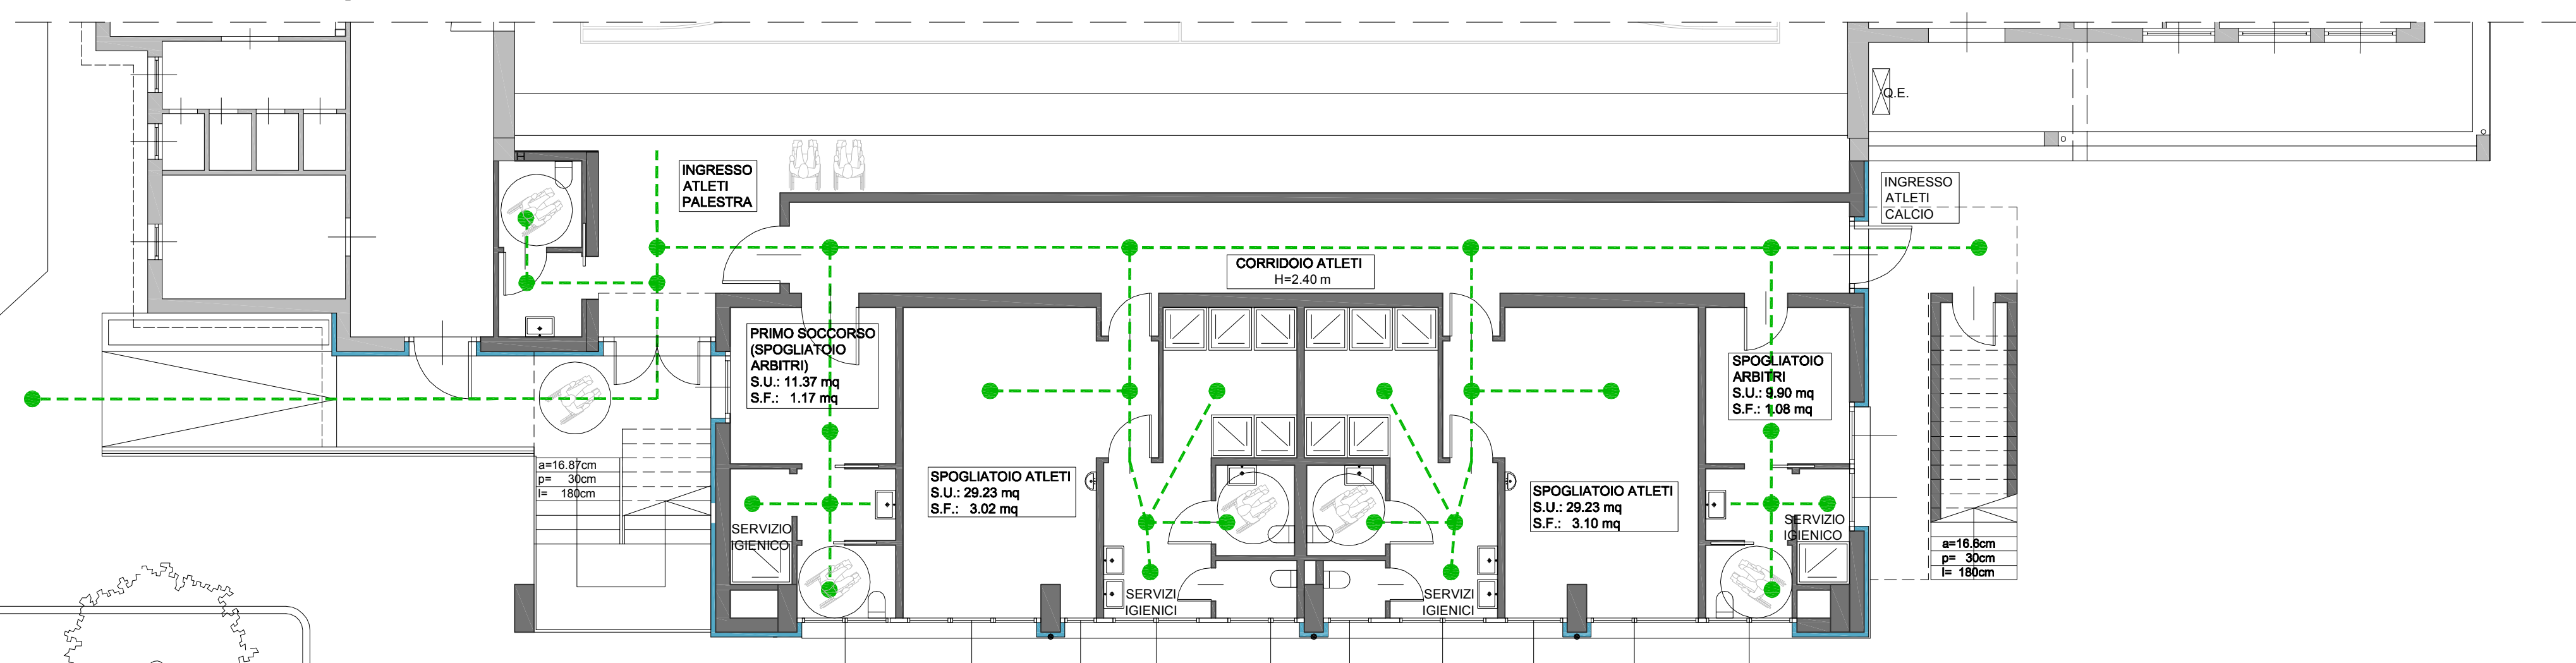 Q.E.
INGRESSO
ATLETI
PALESTRA
INGRESSO
ATLETI
CALCIO
CORRIDOIO ATLETI
H=2.40 m
PRIMO SOCCORSO
(SPOGLIATOIO
ARBITRI)
S.U.: 11.37 mq
S.F.: 1.17 mq
SPOGLIATOIO
ARBITRI
S.U.: 9.90 mq
S.F.: 1.08 mq
a=16.87cm
p= 30cm
l= 180cm
SPOGLIATOIO ATLETI
S.U.: 29.23 mq
S.F.: 3.02 mq
SPOGLIATOIO ATLETI
S.U.: 29.23 mq
S.F.: 3.10 mq
SERVIZIO
IGIENICO
SERVIZIO
IGIENICO
a=16.6cm
p= 30cm
l= 180cm
SERVIZI
IGIENICI
SERVIZI
IGIENICI